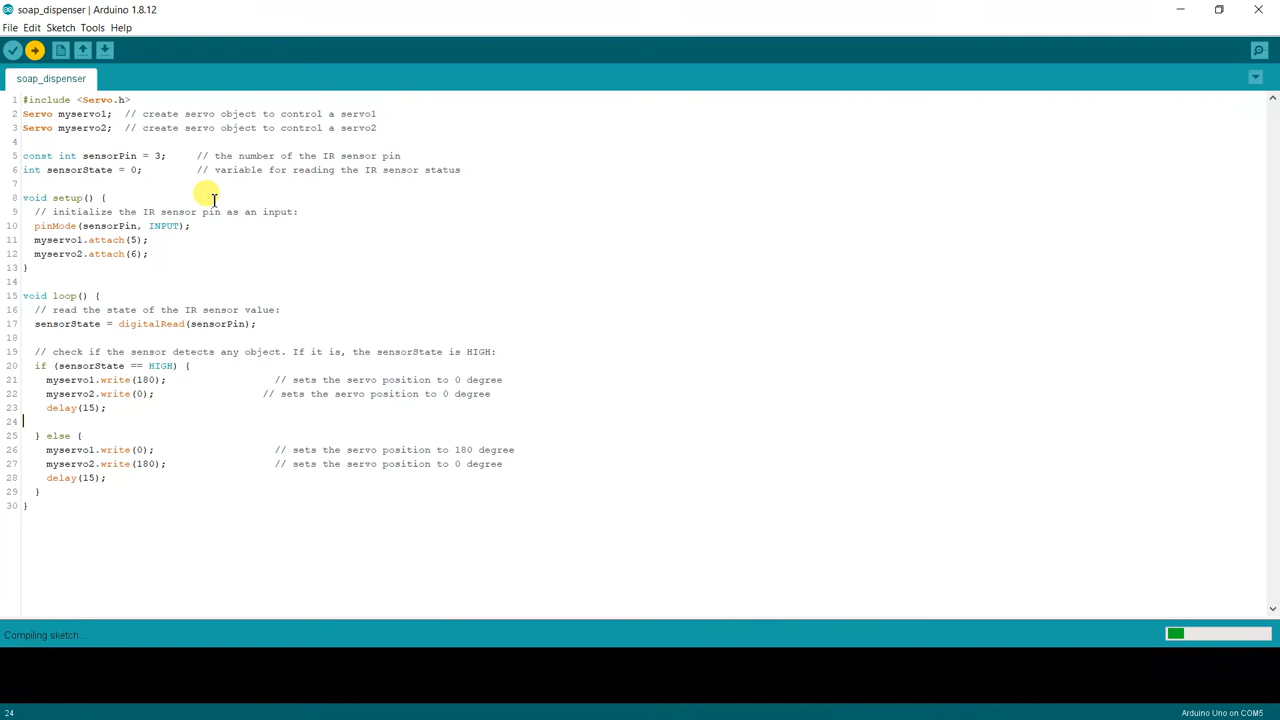 soap_dispenser | Arduino 1.8.12
File Edit Sketch Tools Help
soap_dispenser
1 #include <Servo.h>
2 Servo myservo1;  // create servo object to control a servo1
3 Servo myservo2;  // create servo object to control a servo2
4
5 const int sensorPin = 3;     // the number of the IR sensor pin
6 int sensorState = 0;         // variable for reading the IR sensor status
7
8 void setup() {
9   // initialize the IR sensor pin as an input:
10   pinMode(sensorPin, INPUT);
11   myservo1.attach(5);
12   myservo2.attach(6);
13 }
14
15 void loop() {
16   // read the state of the IR sensor value:
17   sensorState = digitalRead(sensorPin);
18
19   // check if the sensor detects any object. If it is, the sensorState is HIGH:
20   if (sensorState == HIGH) {
21     myservo1.write(180);                  // sets the servo position to 0 degree
22     myservo2.write(0);                  // sets the servo position to 0 degree
23     delay(15);
24
25   } else {
26     myservo1.write(0);                    // sets the servo position to 180 degree
27     myservo2.write(180);                  // sets the servo position to 0 degree
28     delay(15);
29   }
30 }
Compiling sketch...
24 Arduino Uno on COM5